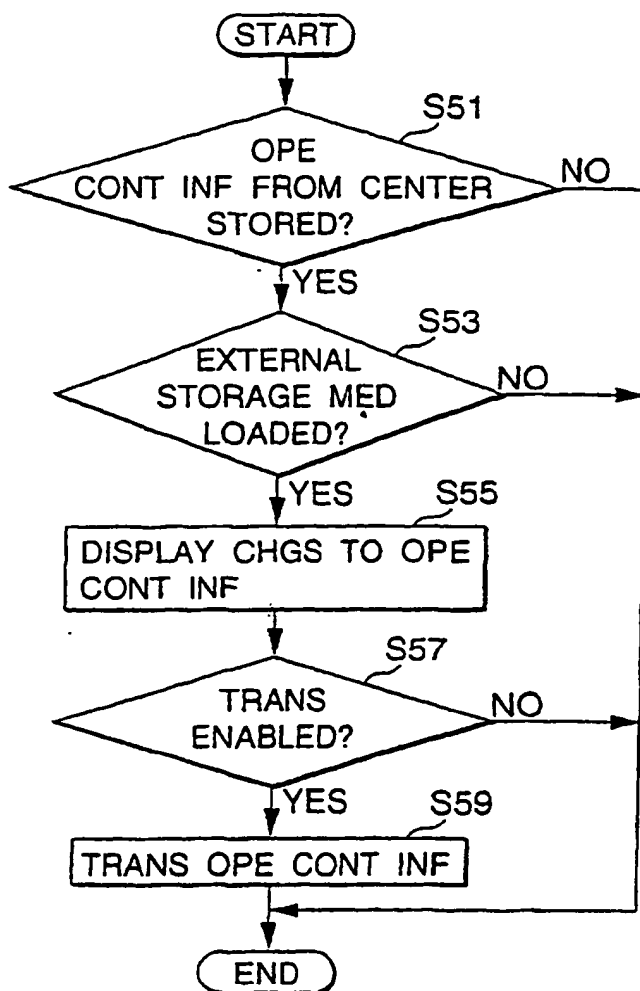 START
S51
OPE
CONT INF FROM CENTER
STORED?
NO
YES
S53
EXTERNAL
STORAGE MED
LOADED?
NO
YES
S55
DISPLAY CHGS TO OPE
CONT INF
S57
TRANS
ENABLED?
NO
YES
S59
TRANS OPE CONT INF
END